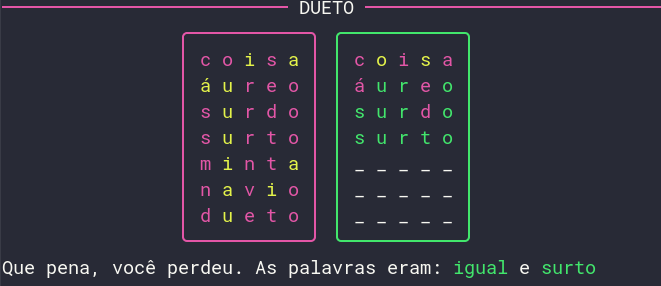 DUETO
c o i s a c o i s a
á u r e o á u r e o
s u r d o s u r d o
s u r t o s u r t o
m i n t a _ _ _ _ _
n a v i o _ _ _ _ _
d u e t o _ _ _ _ _
Que pena, você perdeu. As palavras eram: igual e surto